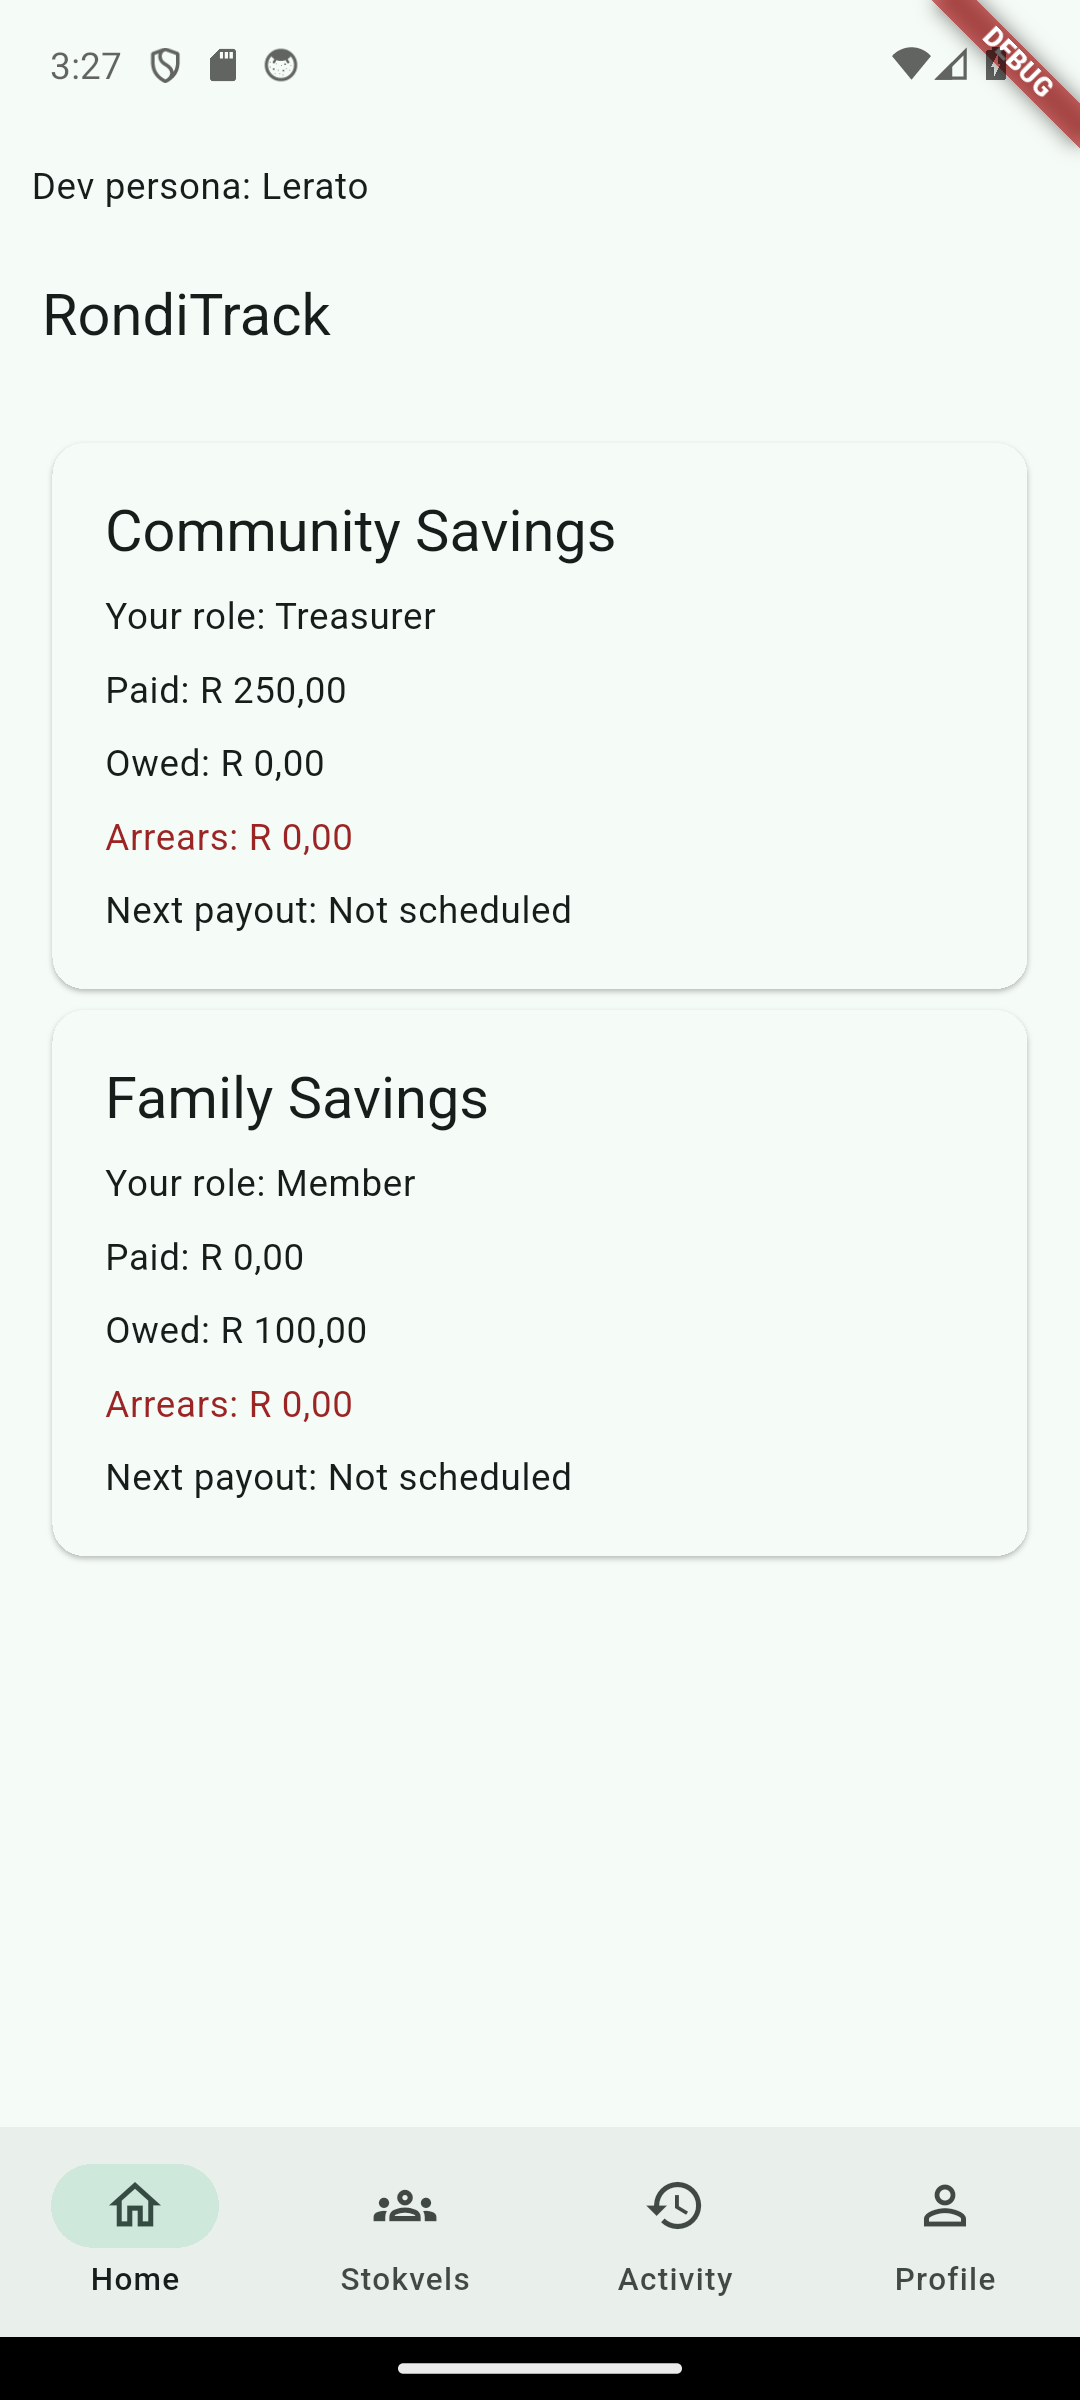 3:27
DEBUG
Dev persona: Lerato
RondiTrack
Community Savings
Your role: Treasurer
Paid: R 250,00
Owed: R 0,00
Arrears: R 0,00
Next payout: Not scheduled
Family Savings
Your role: Member
Paid: R 0,00
Owed: R 100,00
Arrears: R 0,00
Next payout: Not scheduled
Home
Stokvels
Activity
Profile